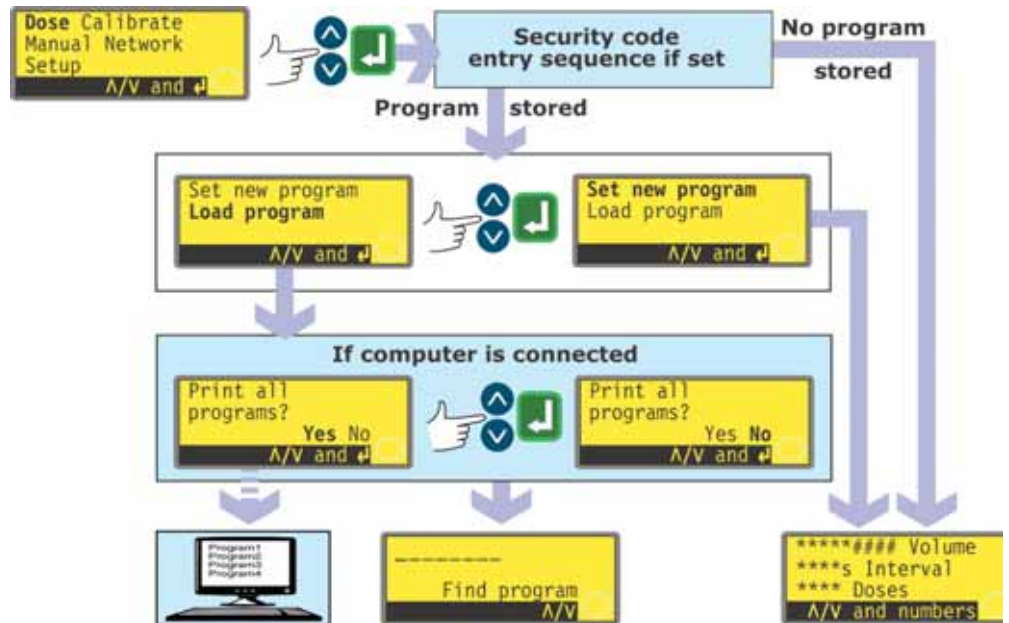 Dose Calibrate
Manual Network
Setup
∧/∨ and ↵
Security code
entry sequence if set
No program
stored
Program stored
Set new program
Load program
∧/∨ and ↵
Set new program
Load program
∧/∨ and ↵
If computer is connected
Print all
programs?
Yes No
∧/∨ and ↵
Print all
programs?
Yes No
∧/∨ and ↵
Program1
Program2
Program3
Program4
_______
Find program
∧/∨
*****#### Volume
****s Interval
**** Doses
∧/∨ and numbers